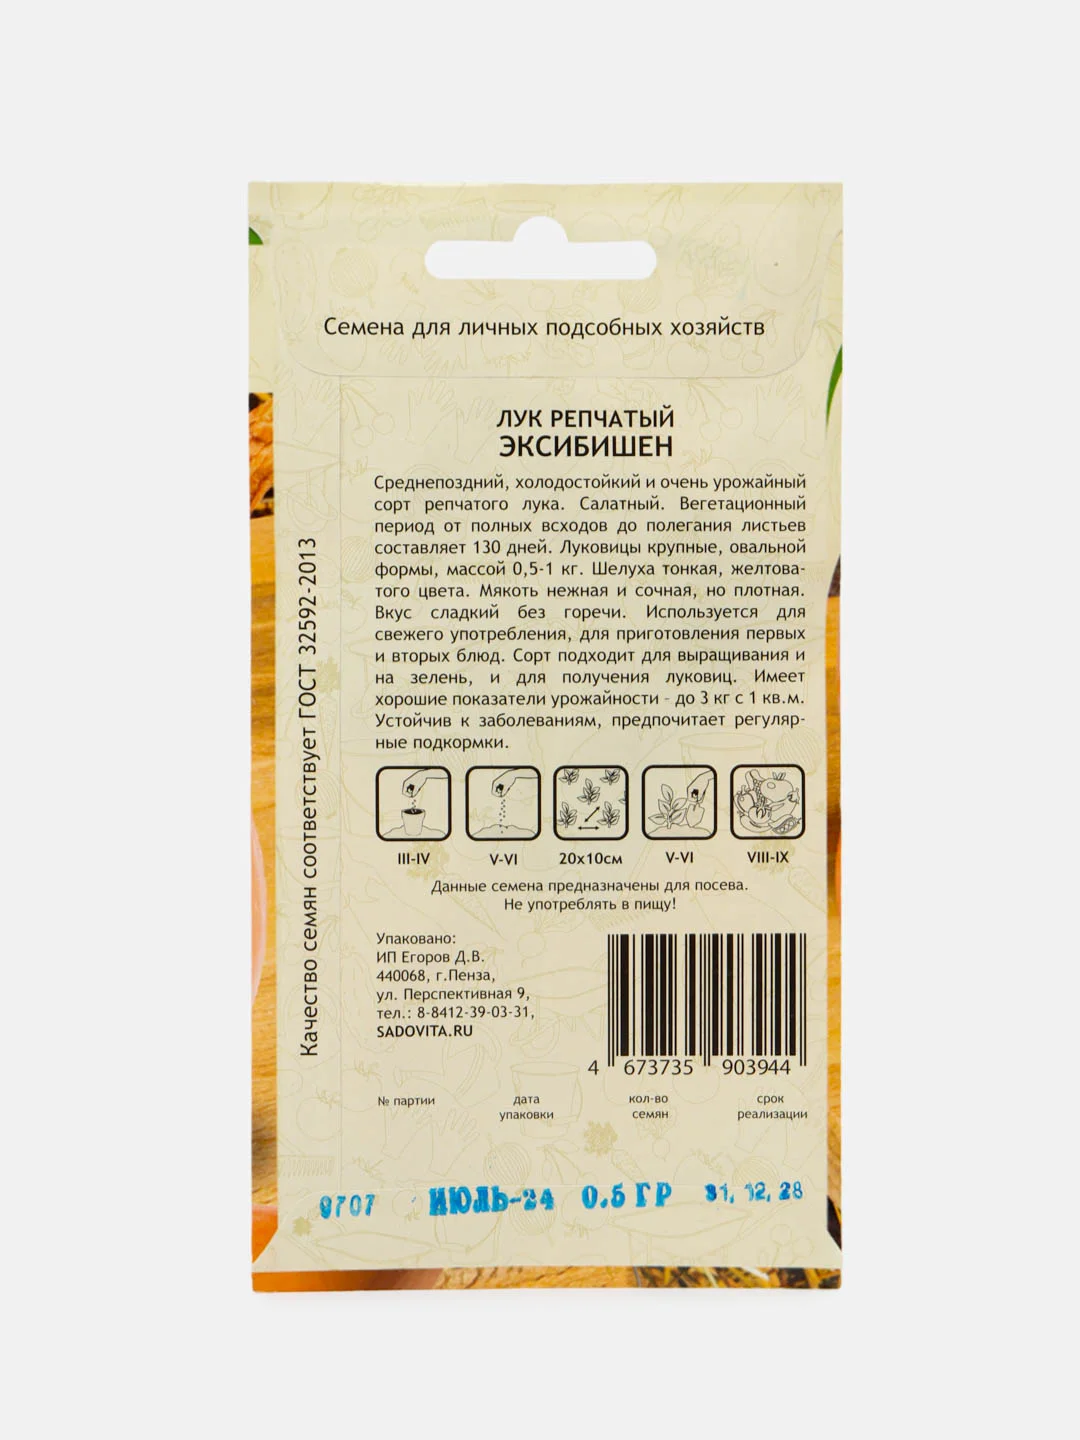 Семена для личных подсобных хозяйств
ЛУК РЕПЧАТЫЙ
ЭКСИБИШЕН
Среднепоздний, холодостойкий и очень урожайный
сорт репчатого лука. Салатный. Вегетационный
период от полных всходов до полегания листьев
составляет 130 дней. Луковицы крупные, овальной
формы, массой 0,5-1 кг. Шелуха тонкая, желтова-
того цвета. Мякоть нежная и сочная, но плотная.
Вкус сладкий без горечи. Используется для
свежего употребления, для приготовления первых
и вторых блюд. Сорт подходит для выращивания и
на зелень, и для получения луковиц. Имеет
хорошие показатели урожайности - до 3 кг с 1 кв.м.
Устойчив к заболеваниям, предпочитает регуляр-
ные подкормки.
III-IV V-VI 20х10см V-VI VIII-IX
Данные семена предназначены для посева.
Не употреблять в пищу!
Качество семян соответствует ГОСТ 32592-2013
Упаковано:
ИП Егоров Д.В.
440068, г.Пенза,
ул. Перспективная 9,
тел.: 8-8412-39-03-31,
SADOVITA.RU
4 673735 903944
№ партии
дата
упаковки
кол-во
семян
срок
реализации
9707 ИЮЛЬ-24 0.5 ГР 31.12.28